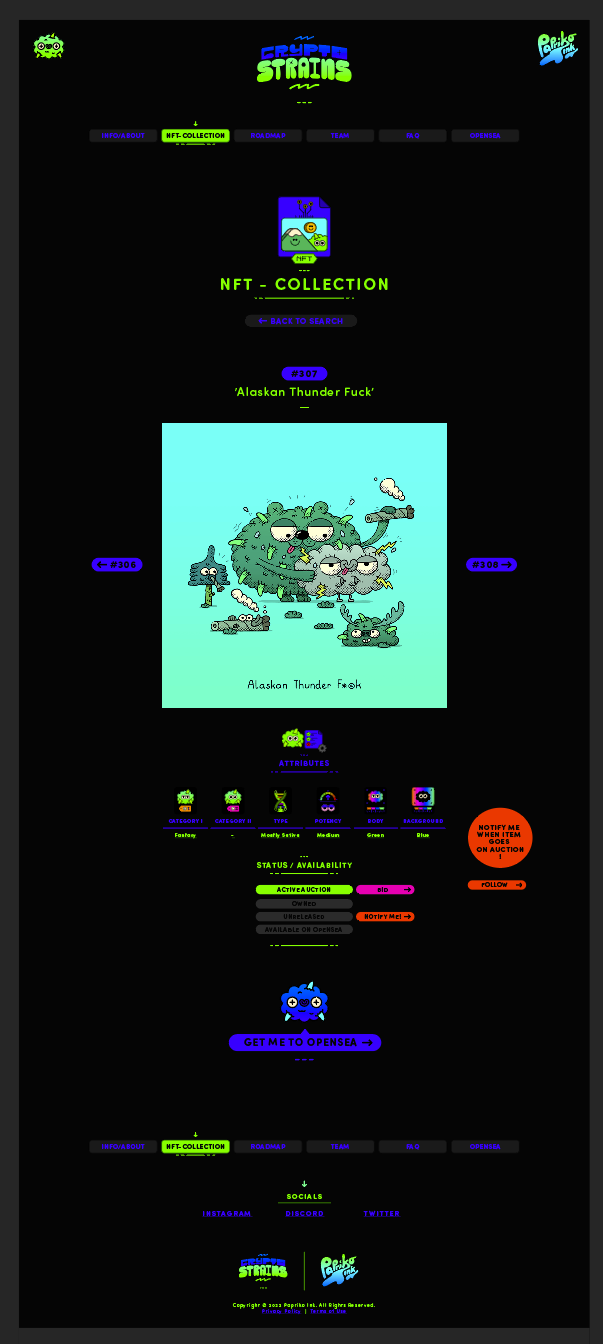 CRYPTO
STRAINS
Papriko
Ink
INFO/ABOUT NFT-COLLECTION ROADMAP TEAM FAQ OPENSEA
NFT
NFT - COLLECTION
← BACK TO SEARCH
#307
'Alaskan Thunder Fuck'
← #306
#308 →
Alaskan Thunder F*@k
ATTRIBUTES
CATEGORY I CATEGORY II TYPE POTENCY BODY BACKGROUND
Fantasy - Mostly Sativa Medium Green Blue
STATUS / AVAILABILITY
ACTIVE AUCTION BID →
OWNED
UNRELEASED NOTIFY ME! →
AVAILABLE ON OPENSEA
NOTIFY ME
WHEN ITEM
GOES
ON AUCTION
!
FOLLOW →
GET ME TO OPENSEA →
INFO/ABOUT NFT-COLLECTION ROADMAP TEAM FAQ OPENSEA
SOCIALS
INSTAGRAM DISCORD TWITTER
CRYPTO
STRAINS
Papriko
Ink
Copyright © 2022 Papriko Ink. All Rights Reserved.
Privacy Policy | Terms of Use